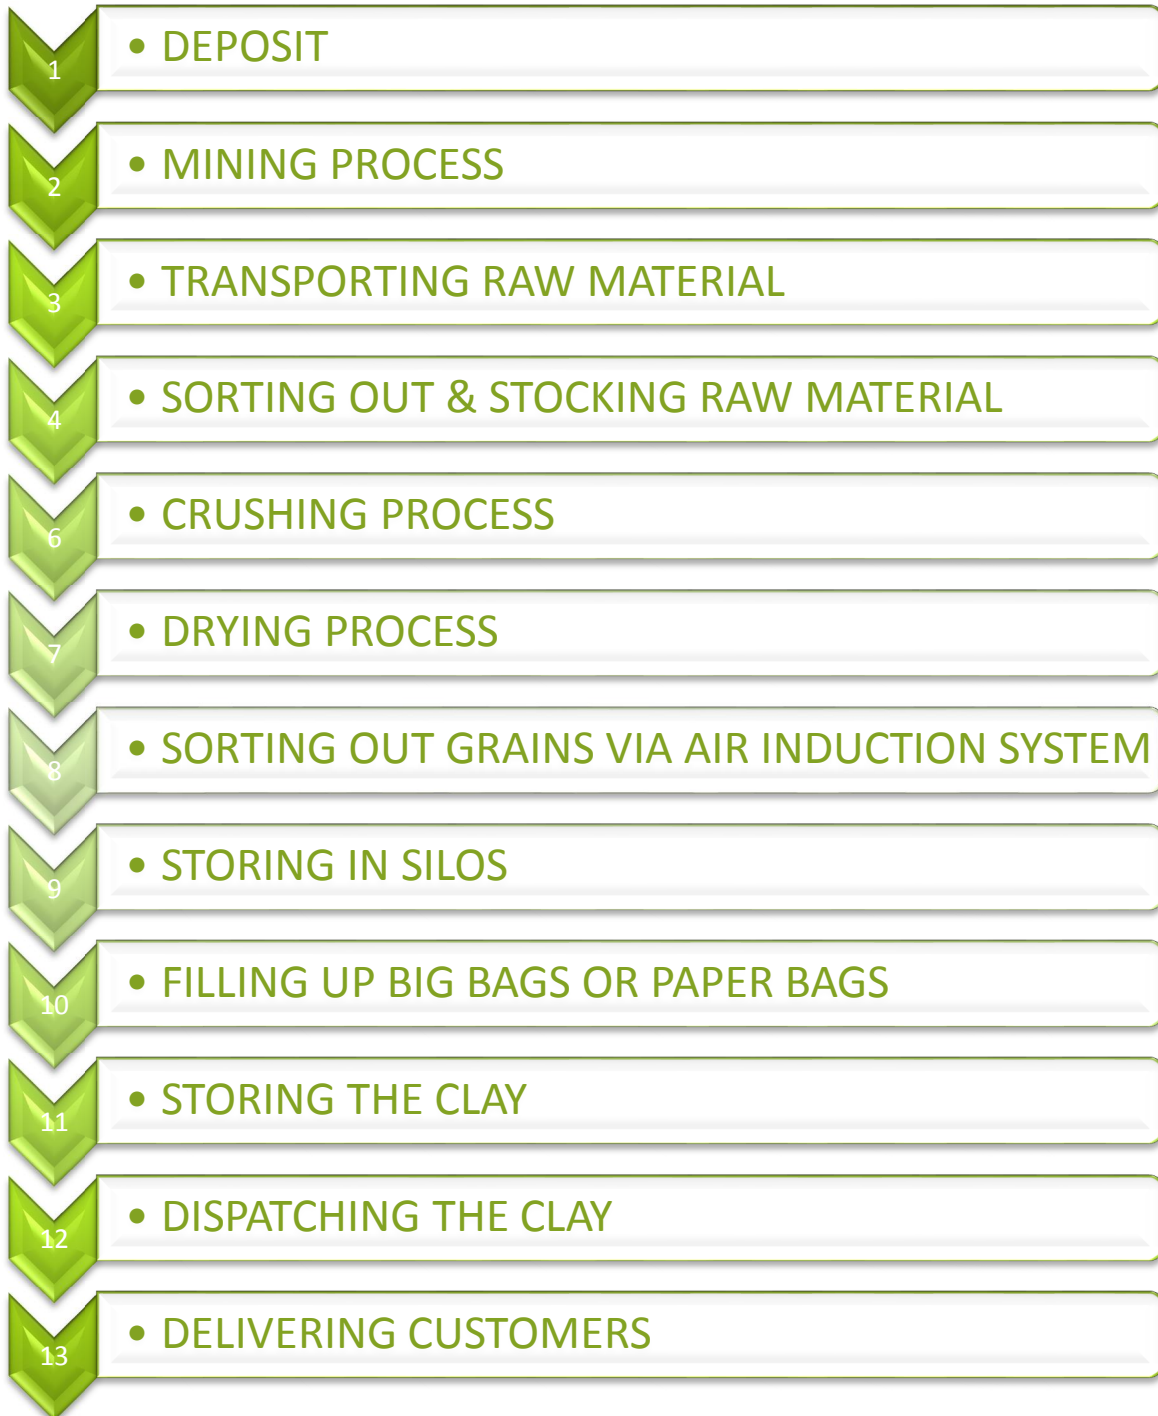 1
• DEPOSIT
2
• MINING PROCESS
3
• TRANSPORTING RAW MATERIAL
4
• SORTING OUT & STOCKING RAW MATERIAL
6
• CRUSHING PROCESS
7
• DRYING PROCESS
8
• SORTING OUT GRAINS VIA AIR INDUCTION SYSTEM
9
• STORING IN SILOS
10
• FILLING UP BIG BAGS OR PAPER BAGS
11
• STORING THE CLAY
12
• DISPATCHING THE CLAY
13
• DELIVERING CUSTOMERS